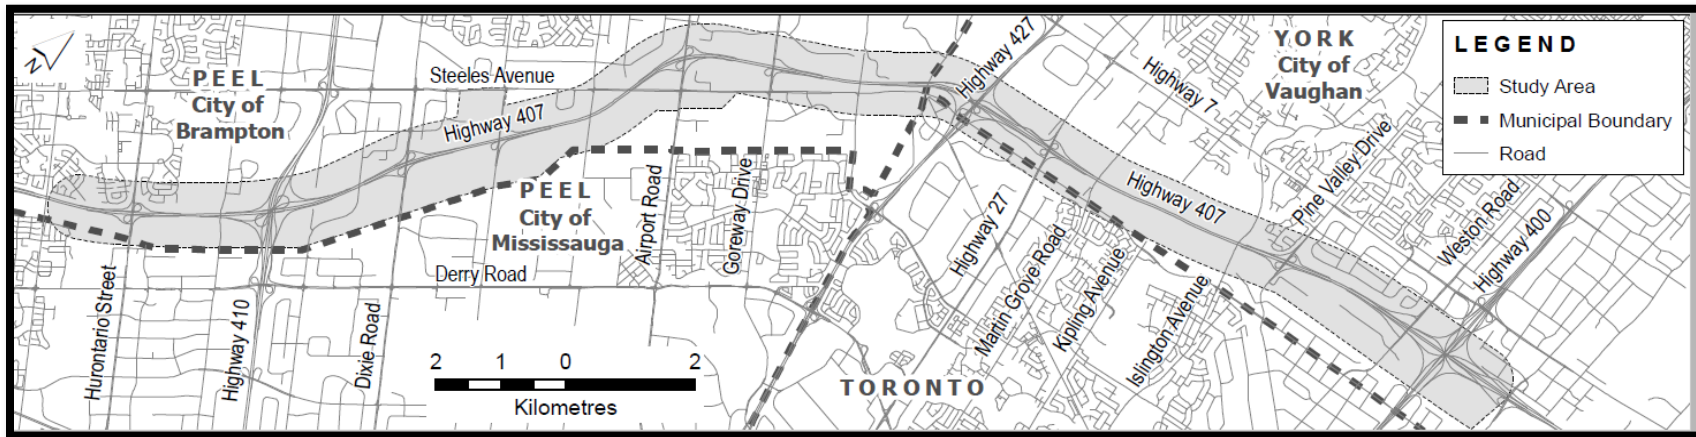 N
PEEL
City of
Brampton
Steeles Avenue
Highway 407
Highway 427
Highway 7
YORK
City of
Vaughan
LEGEND
Study Area
Municipal Boundary
Road
PEEL
City of
Mississauga
Airport Road
Goreway Drive
Derry Road
Hurontario Street
Highway 410
Dixie Road
Highway 27
Martin Grove Road
Kipling Avenue
Islington Avenue
Highway 407
Pine Valley Drive
Weston Road
Highway 400
TORONTO
2 1 0 2
Kilometres